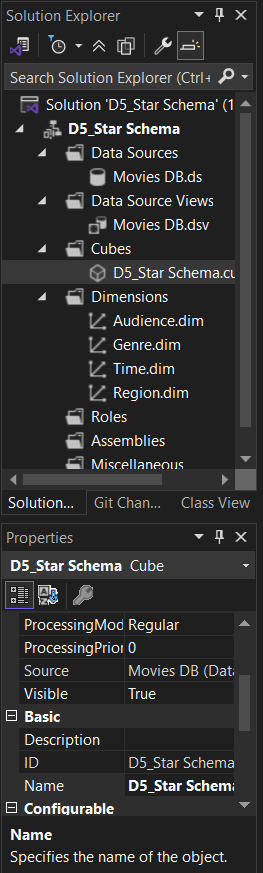 Solution Explorer
Search Solution Explorer (Ctrl+
Solution 'D5_Star Schema' (1
D5_Star Schema
Data Sources
Movies DB.ds
Data Source Views
Movies DB.dsv
Cubes
D5_Star Schema.cu
Dimensions
Audience.dim
Genre.dim
Time.dim
Region.dim
Roles
Assemblies
Miscellaneous
Solution... Git Chan... Class View
Properties
D5_Star Schema Cube
ProcessingMod Regular
ProcessingPrior 0
Source Movies DB (Data
Visible True
Basic
Description
ID D5_Star Schema
Name D5_Star Schema
Configurable
Name
Specifies the name of the object.